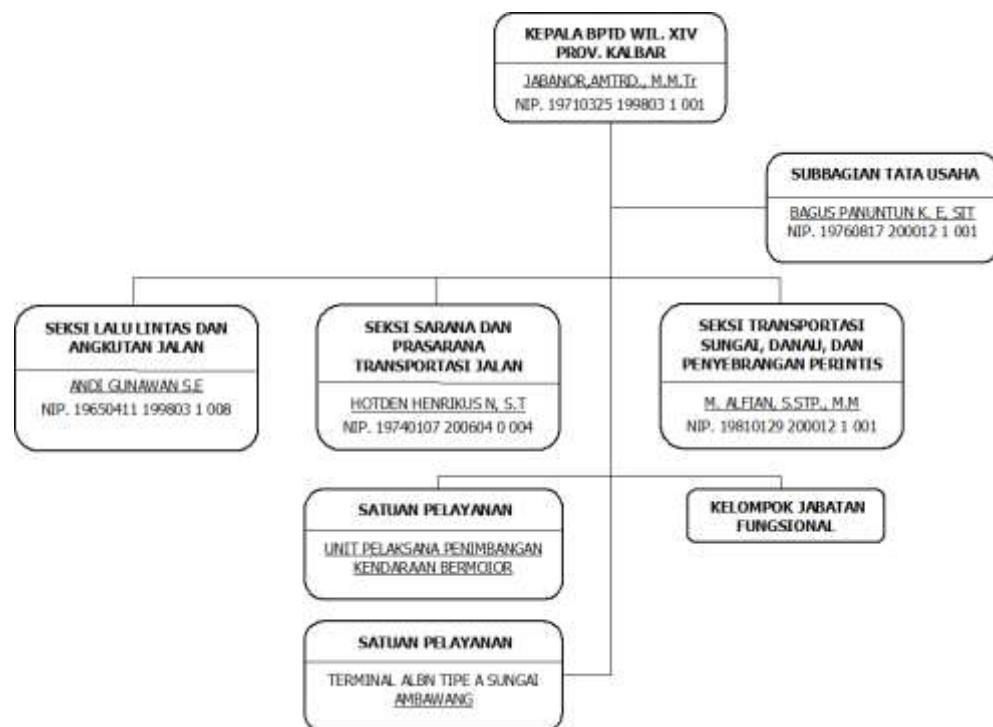 KEPALA BPTD WIL. XIV
PROV. KALBAR
JABANOR,AMTRD., M.M.Tr
NIP. 19710325 199803 1 001
SUBBAGIAN TATA USAHA
BAGUS PANUNTUN K. E, SIT
NIP. 19760817 200012 1 001
SEKSI LALU LINTAS DAN
ANGKUTAN JALAN
ANDI GUNAWAN S.E
NIP. 19650411 199803 1 008
SEKSI SARANA DAN
PRASARANA
TRANSPORTASI JALAN
HOTDEN HENRIKUS N, S.T
NIP. 19740107 200604 0 004
SEKSI TRANSPORTASI
SUNGAI, DANAU, DAN
PENYEBRANGAN PERINTIS
M. ALFIAN, S.STP., M.M
NIP. 19810129 200012 1 001
SATUAN PELAYANAN
UNIT PELAKSANA PENIMBANGAN
KENDARAAN BERMOIOR
KELOMPOK JABATAN
FUNGSIONAL
SATUAN PELAYANAN
TERMINAL ALBN TIPE A SUNGAI
AMBAWANG